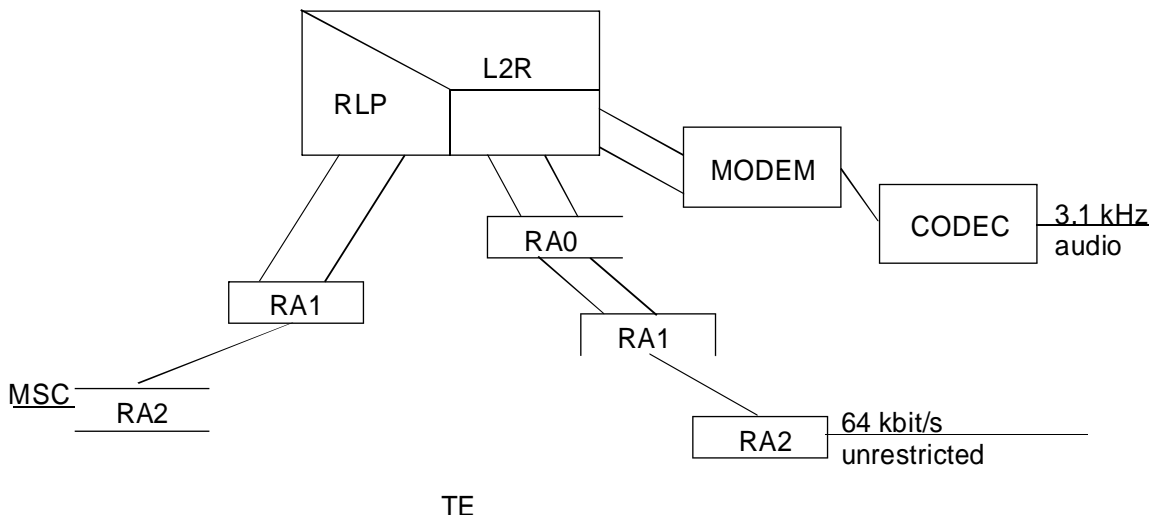 L2R
RLP
MODEM
CODEC
3.1 kHz
audio
RA0
RA1
RA1
MSC
RA2
RA2
64 kbit/s
unrestricted
TE